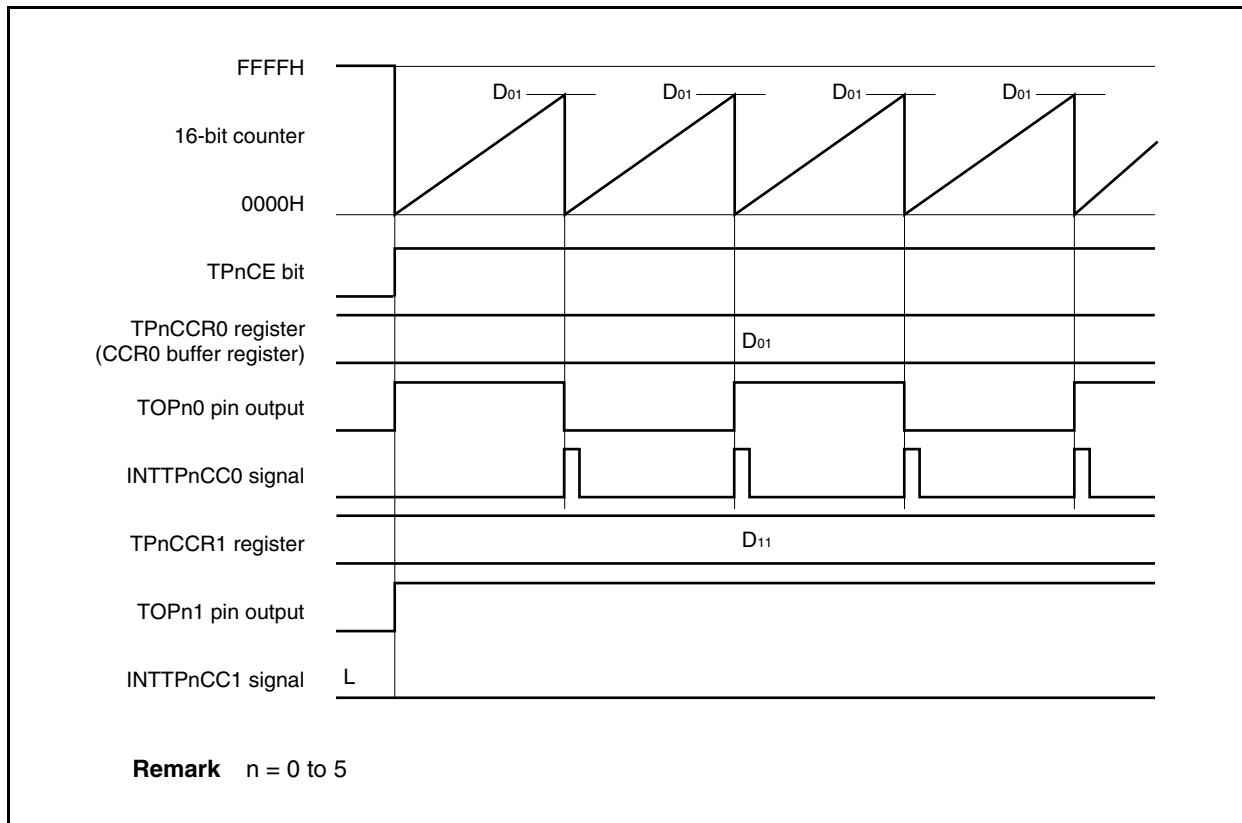 FFFFH
D01 D01 D01 D01
16-bit counter
0000H
TPnCE bit
TPnCCR0 register
(CCR0 buffer register)
D01
TOPn0 pin output
INTTPnCC0 signal
TPnCCR1 register
D11
TOPn1 pin output
INTTPnCC1 signal L
Remark n = 0 to 5